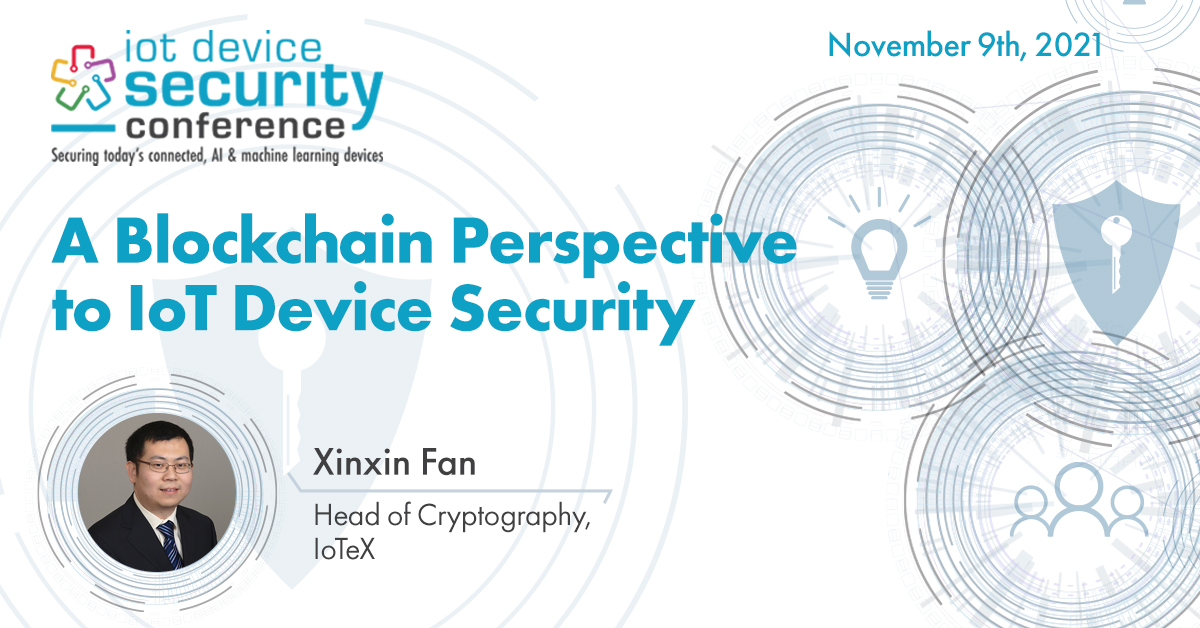 iot device
security
conference
Securing today's connected, AI & machine learning devices
November 9th, 2021
A Blockchain Perspective
to IoT Device Security
Xinxin Fan
Head of Cryptography,
IoTeX